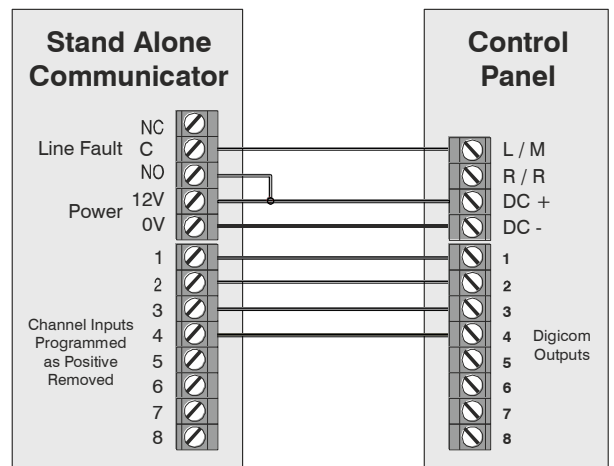 Stand Alone
Communicator
NC
Line Fault C
NO
Power 12V
0V
1
2
3
4
5
6
7
8
Channel Inputs
Programmed
as Positive
Removed
Control
Panel
L / M
R / R
DC +
DC -
1
2
3
4
5
6
7
8
Digicom
Outputs